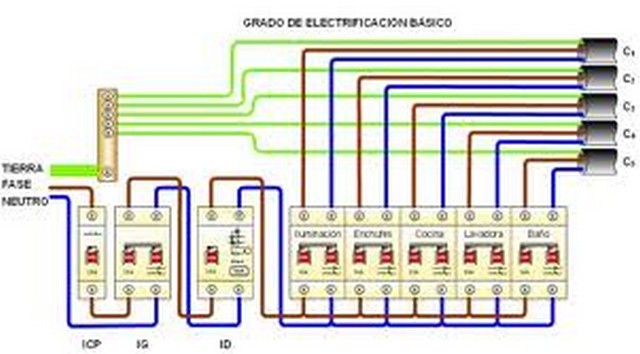 GRADO DE ELECTRIFICACIÓN BÁSICO
C1
C2
C3
C4
C5
TIERRA
FASE
NEUTRO
Iluminación
Enchufes
Cocina
Lavadora
Baño
ICP
IG
ID